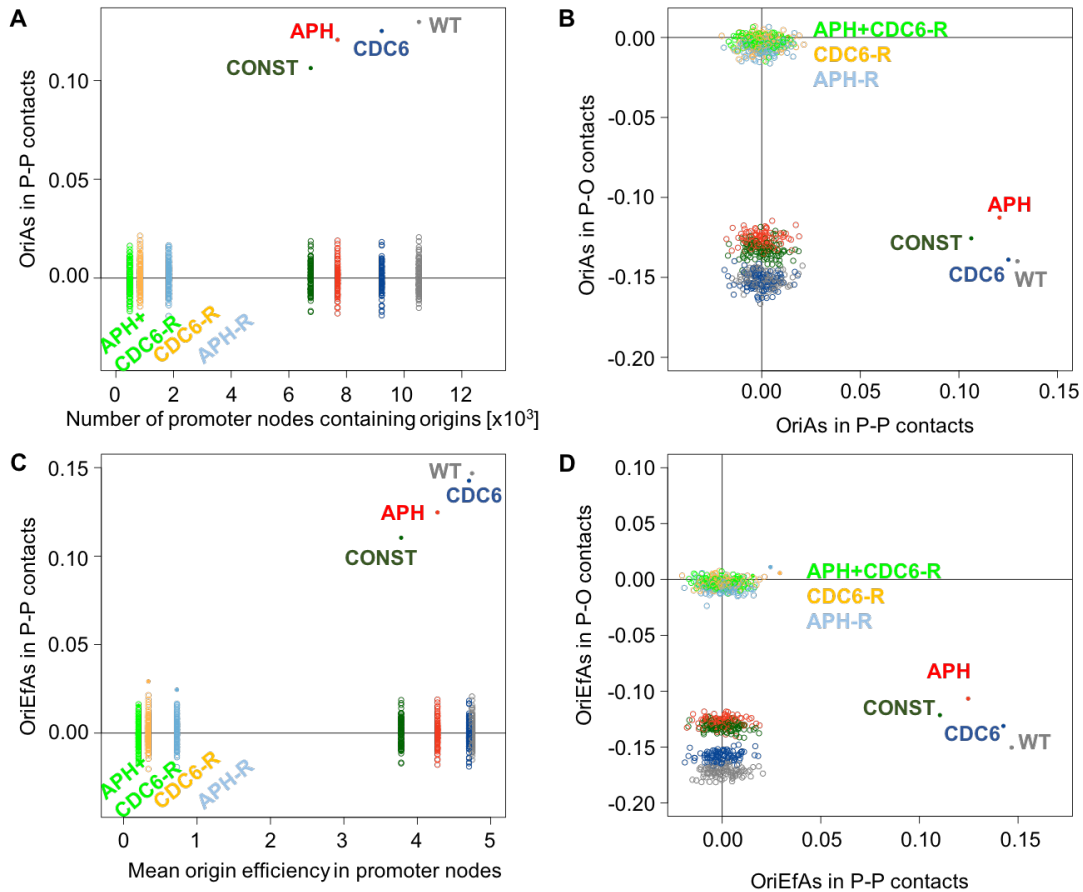 A
OriAs in P-P contacts
0.10
0.05
0.00
WT
APH
CDC6
CONST
APH+
CDC6-R
CDC6-R
APH-R
0 2 4 6 8 10 12
Number of promoter nodes containing origins [x10³]
B
OriAs in P-O contacts
0.00
-0.05
-0.10
-0.15
-0.20
APH+CDC6-R
CDC6-R
APH-R
APH
CONST
CDC6
WT
0.00 0.05 0.10 0.15
OriAs in P-P contacts
C
OriEfAs in P-P contacts
0.15
0.10
0.05
0.00
WT
CDC6
APH
CONST
APH+
CDC6-R
CDC6-R
APH-R
0 1 2 3 4 5
Mean origin efficiency in promoter nodes
D
OriEfAs in P-O contacts
0.10
0.05
0.00
-0.05
-0.10
-0.15
-0.20
APH+CDC6-R
CDC6-R
APH-R
APH
CONST
CDC6
WT
0.00 0.05 0.10 0.15
OriEfAs in P-P contacts